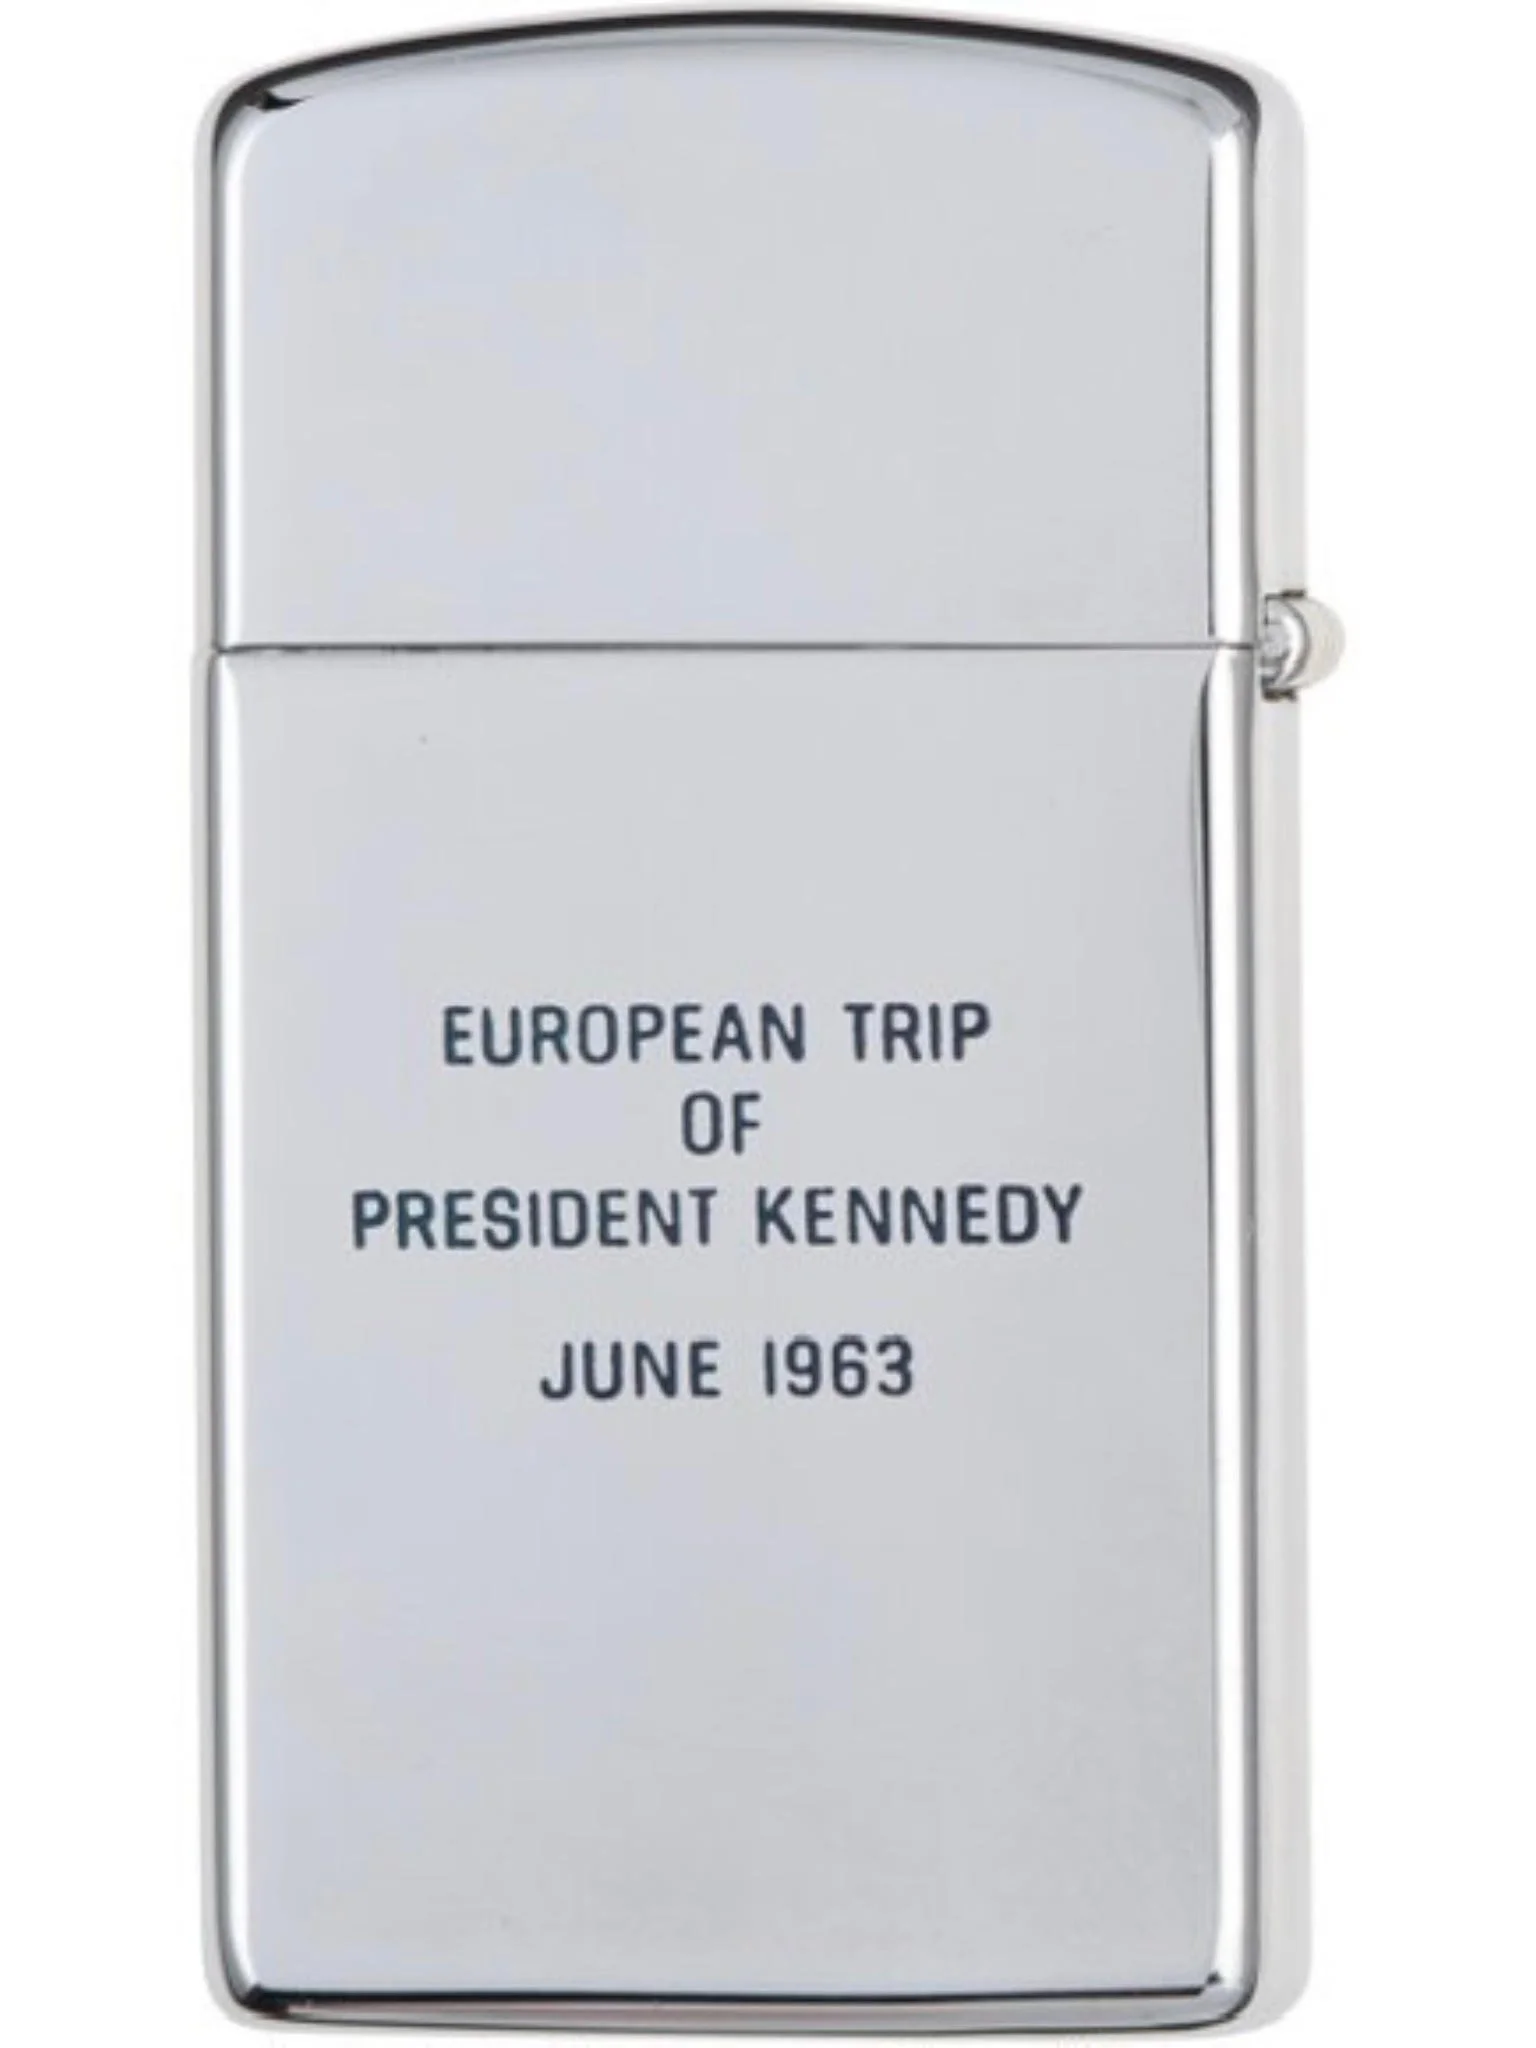 EUROPEAN TRIP
OF
PRESIDENT KENNEDY
JUNE 1963